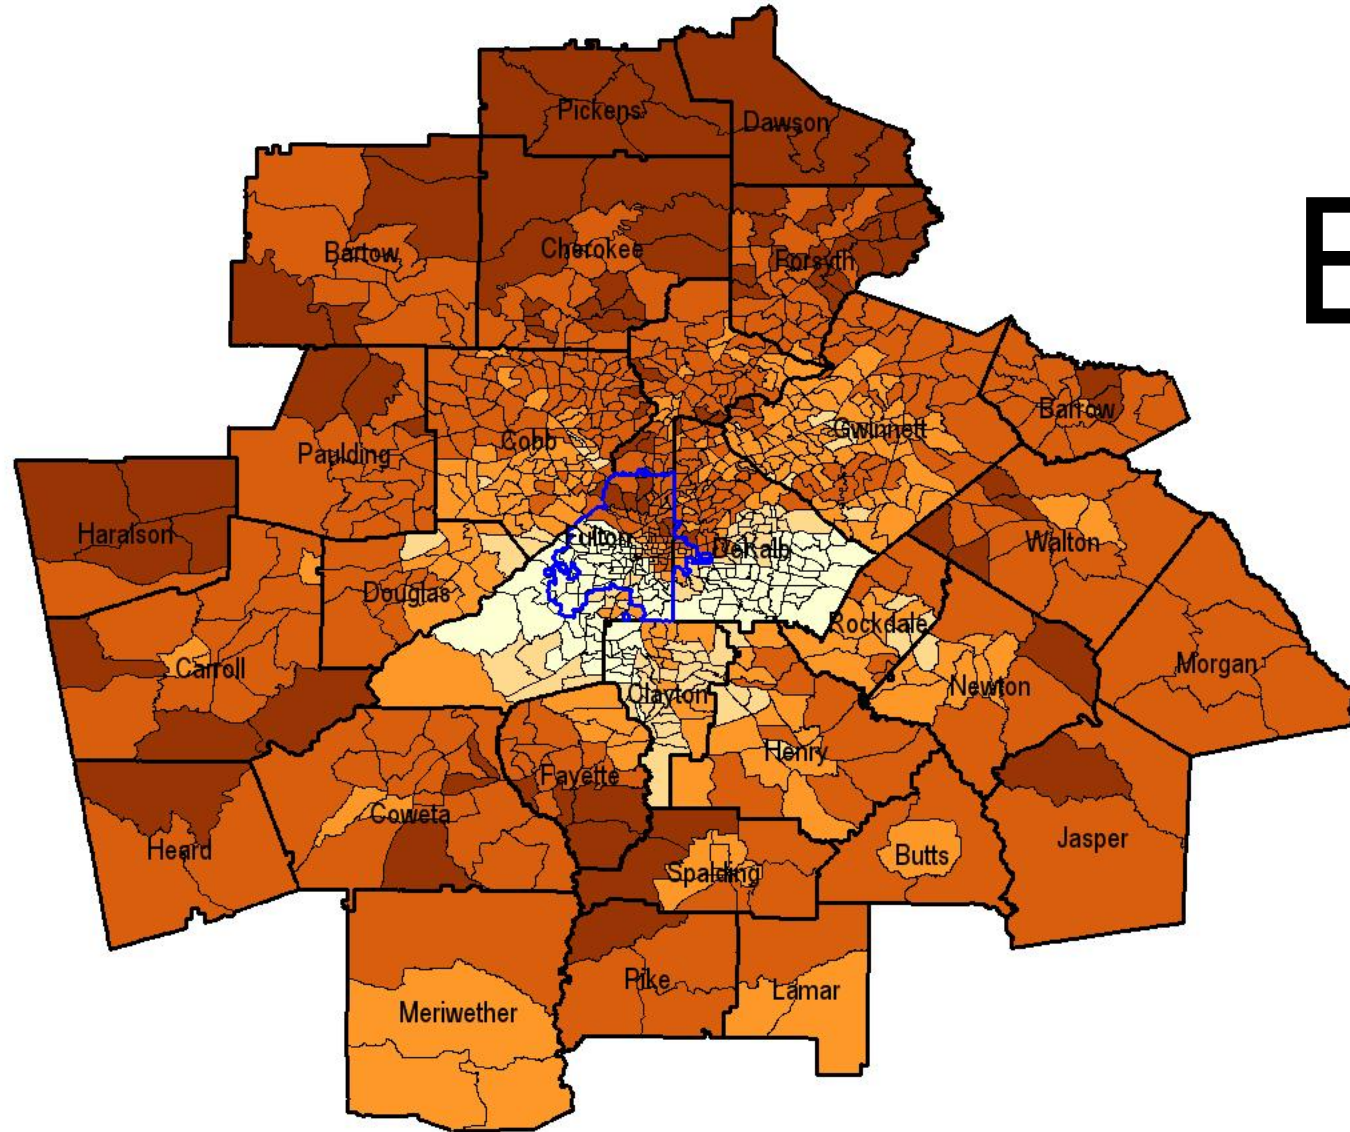 Pickens
Dawson
E
Bartow
Cherokee
Forsyth
Barrow
Cobb
Gwinnett
Paulding
Haralson
Fulton
DeKalb
Walton
Douglas
Rockdale
Carroll
Clayton
Newton
Morgan
Henry
Fayette
Coweta
Heard
Spalding
Butts
Jasper
Pike
Lamar
Meriwether